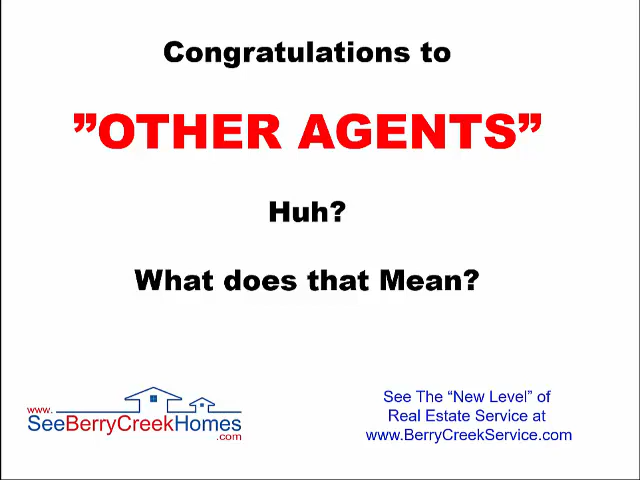 Congratulations to
”OTHER AGENTS”
Huh?
What does that Mean?
www.
SeeBerryCreekHomes
.com
See The “New Level” of
Real Estate Service at
www.BerryCreekService.com